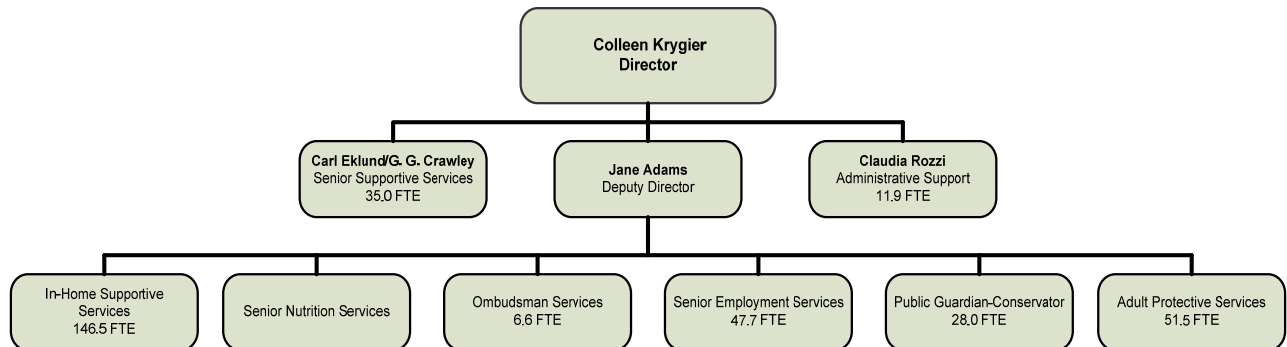 Colleen Krygier
Director
Carl Eklund/G. G. Crawley
Senior Supportive Services
35.0 FTE
Jane Adams
Deputy Director
Claudia Rozzi
Administrative Support
11.9 FTE
In-Home Supportive
Services
146.5 FTE
Senior Nutrition Services
Ombudsman Services
6.6 FTE
Senior Employment Services
47.7 FTE
Public Guardian-Conservator
28.0 FTE
Adult Protective Services
51.5 FTE